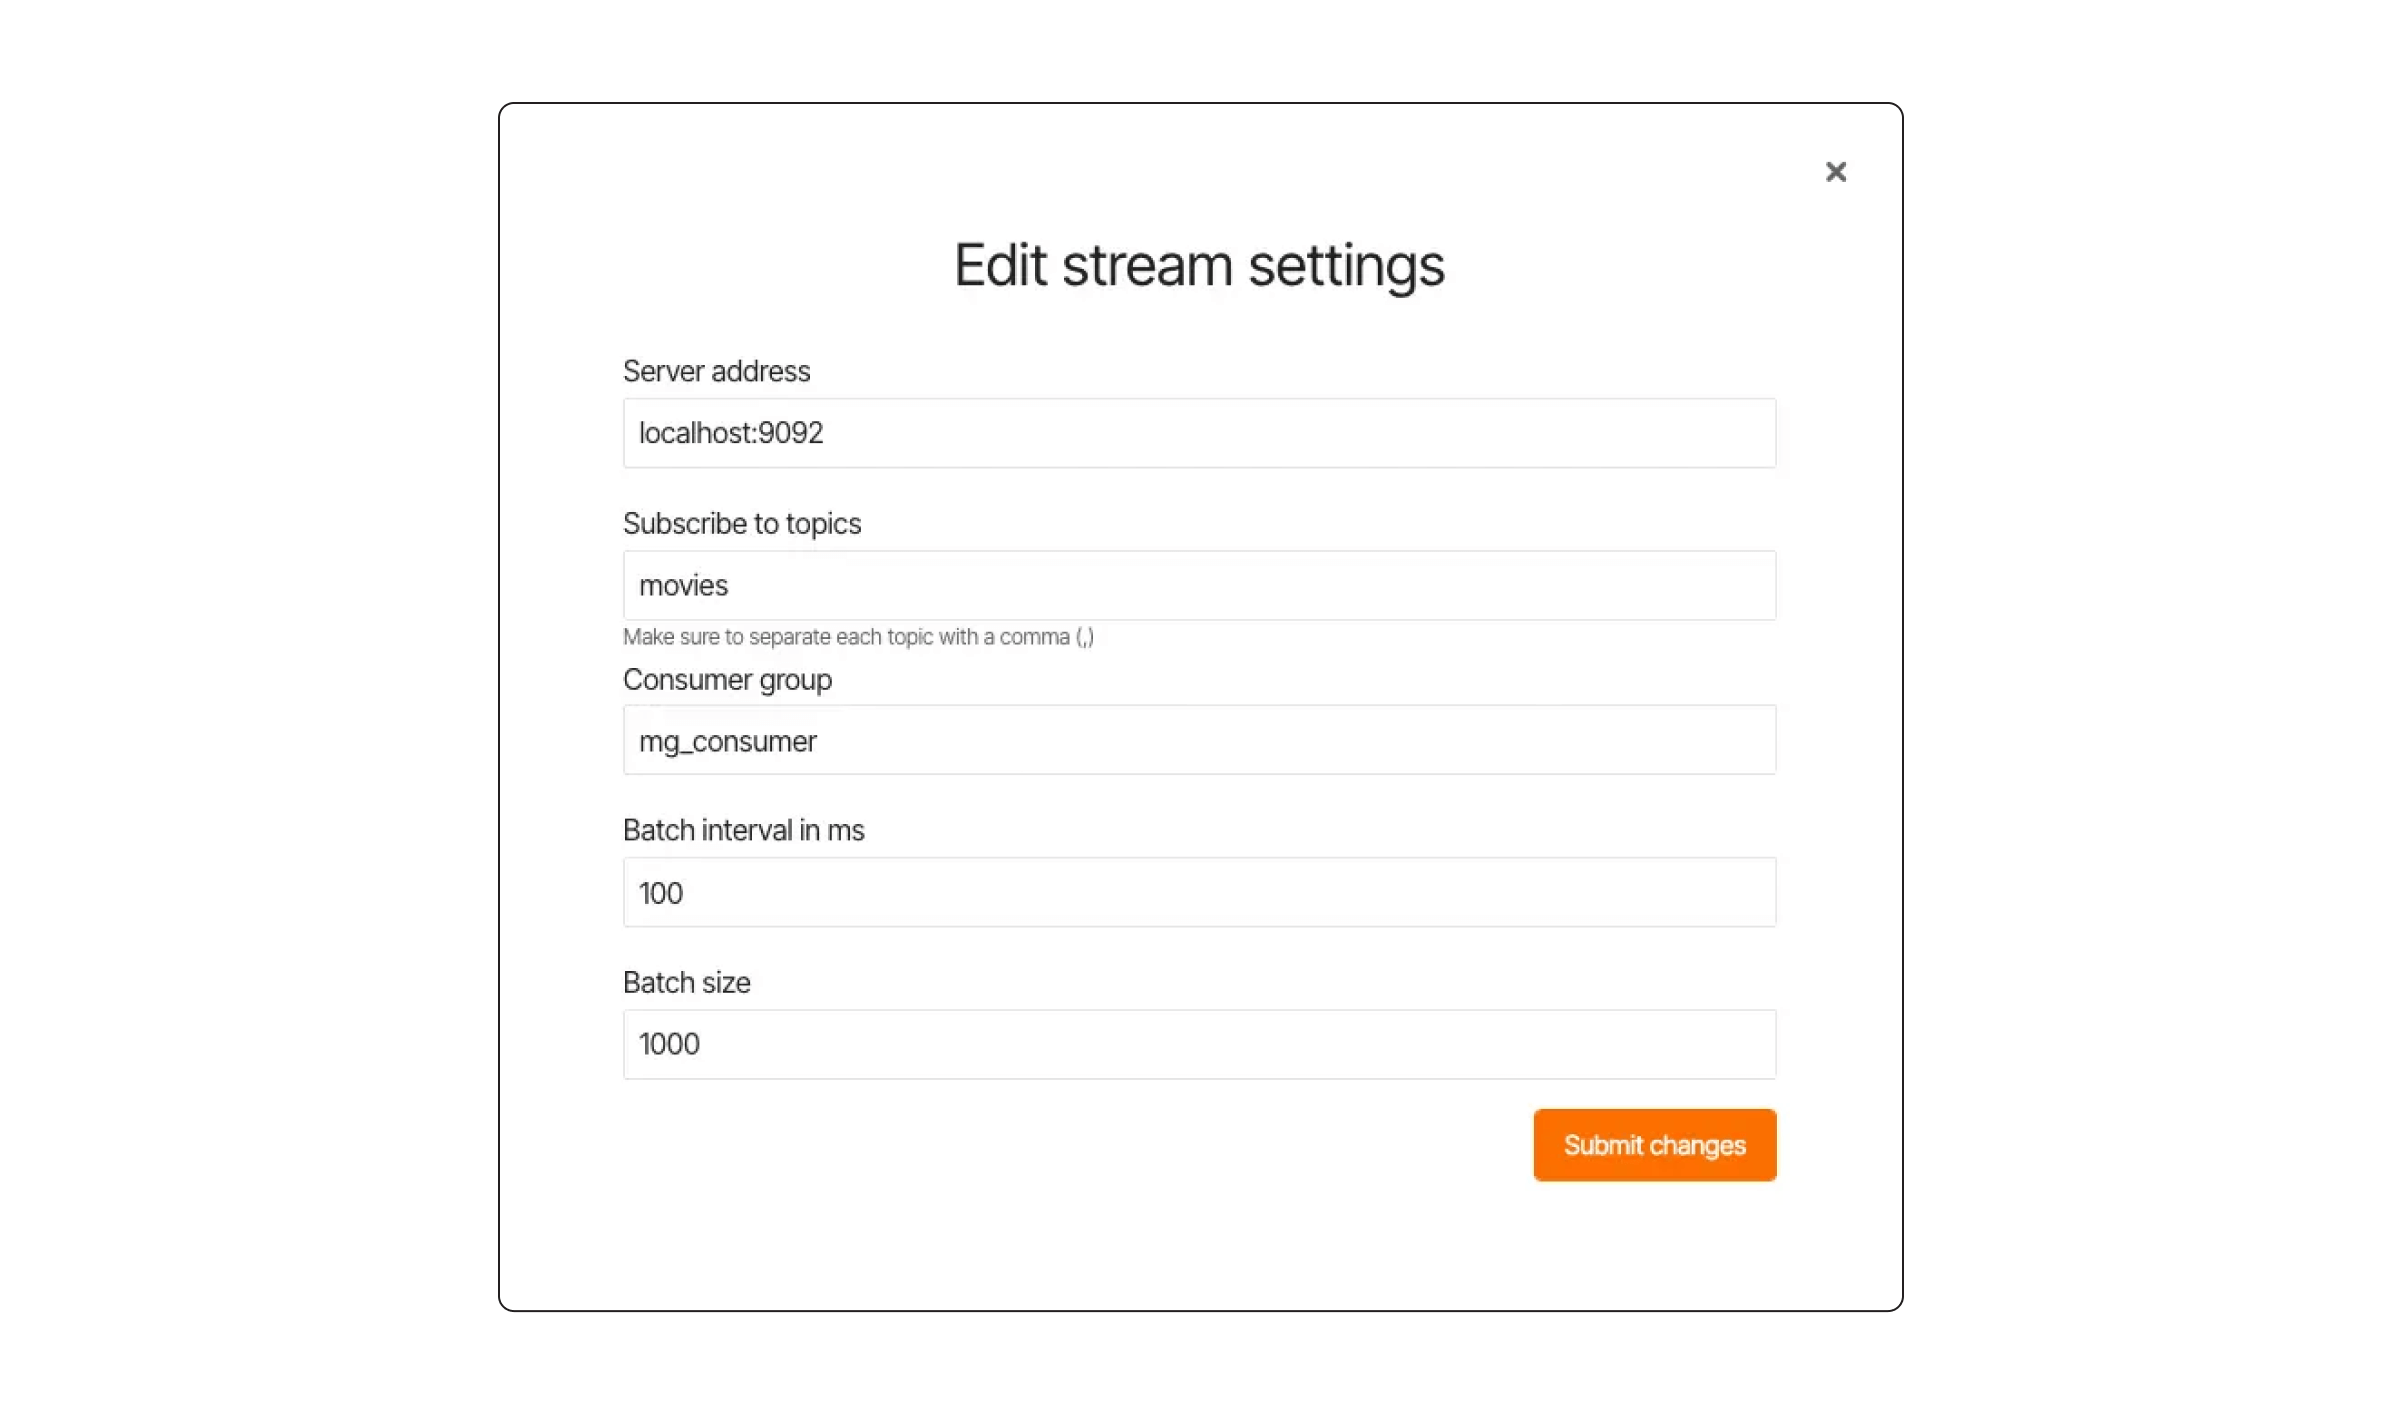 Edit stream settings
Server address
localhost:9092
Subscribe to topics
movies
Make sure to separate each topic with a comma (,)
Consumer group
mg_consumer
Batch interval in ms
100
Batch size
1000
Submit changes